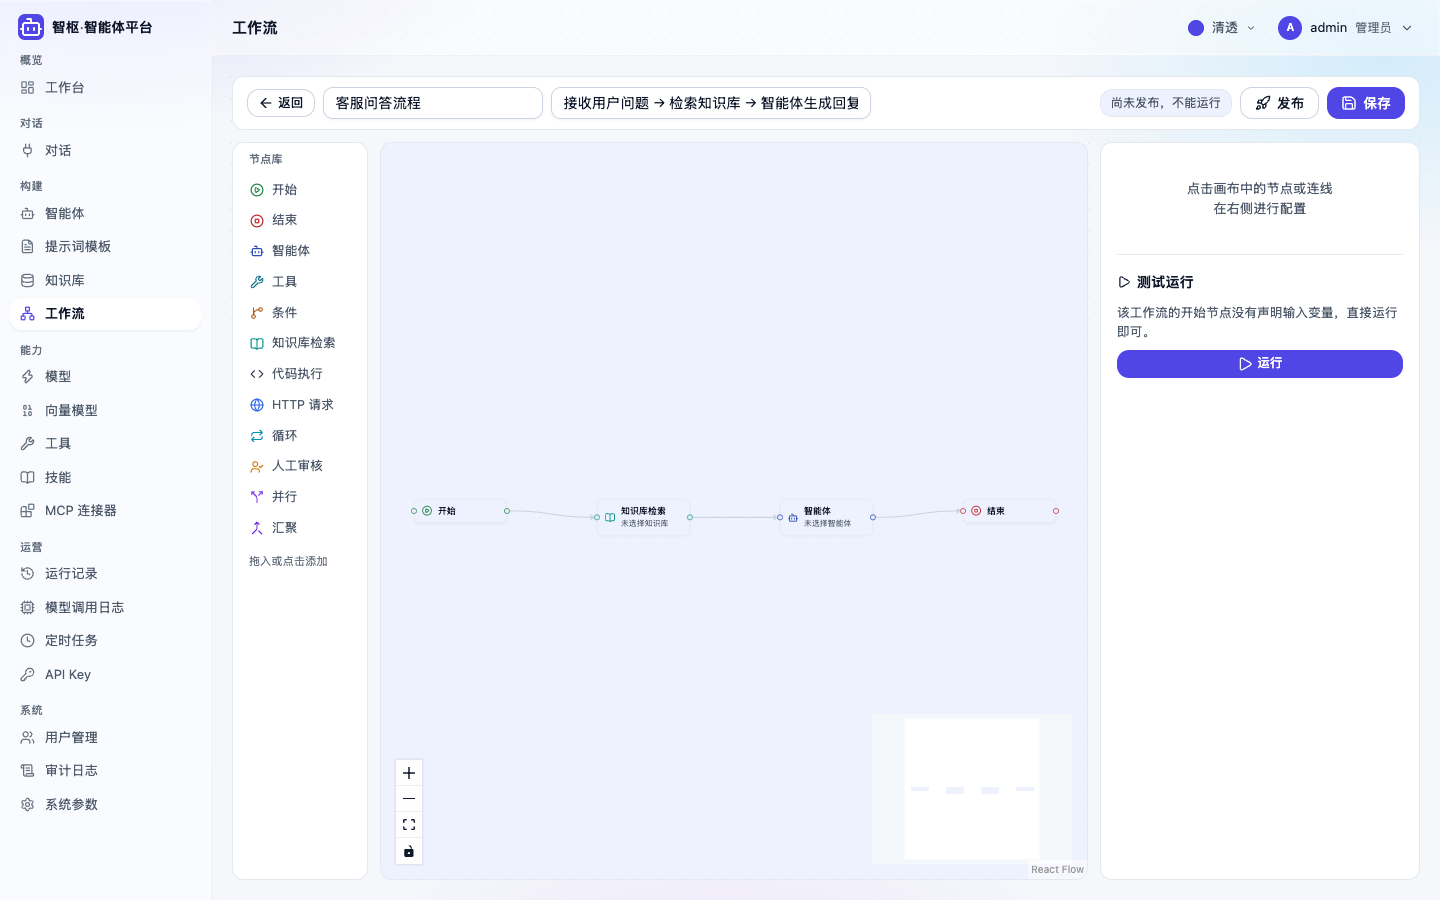 智枢·智能体平台
概览
工作台
对话
对话
构建
智能体
提示词模板
知识库
工作流
能力
模型
向量模型
工具
技能
MCP 连接器
运营
运行记录
模型调用日志
定时任务
API Key
系统
用户管理
审计日志
系统参数
工作流
清透
A admin 管理员
返回
客服问答流程
接收用户问题 → 检索知识库 → 智能体生成回复
尚未发布，不能运行
发布
保存
节点库
开始
结束
智能体
工具
条件
知识库检索
代码执行
HTTP 请求
循环
人工审核
并行
汇聚
拖入或点击添加
开始
知识库检索
未选择知识库
智能体
未选择智能体
结束
React Flow
点击画布中的节点或连线
在右侧进行配置
测试运行
该工作流的开始节点没有声明输入变量，直接运行
即可。
运行